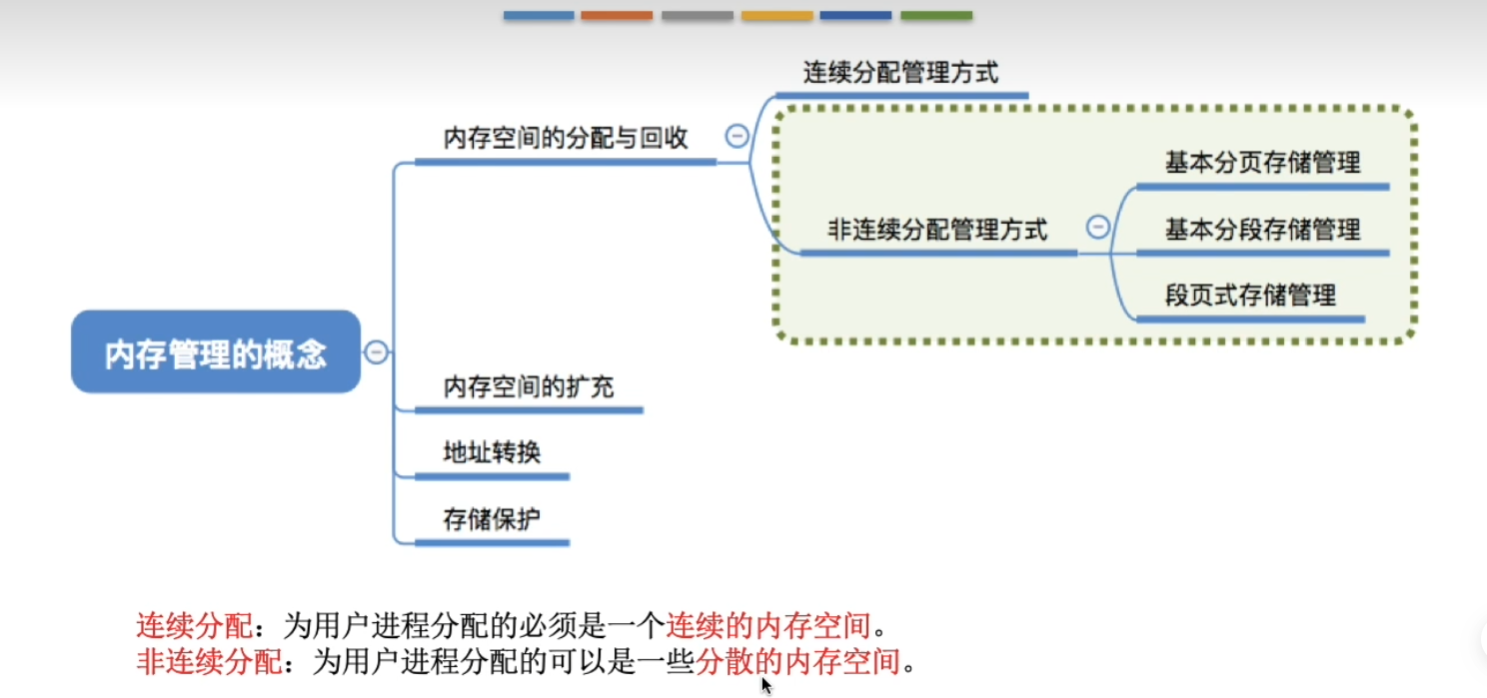 连续分配管理方式
内存空间的分配与回收
基本分页存储管理
非连续分配管理方式
基本分段存储管理
段页式存储管理
内存管理的概念
内存空间的扩充
地址转换
存储保护
连续分配：为用户进程分配的必须是一个连续的内存空间。
非连续分配：为用户进程分配的可以是一些分散的内存空间。